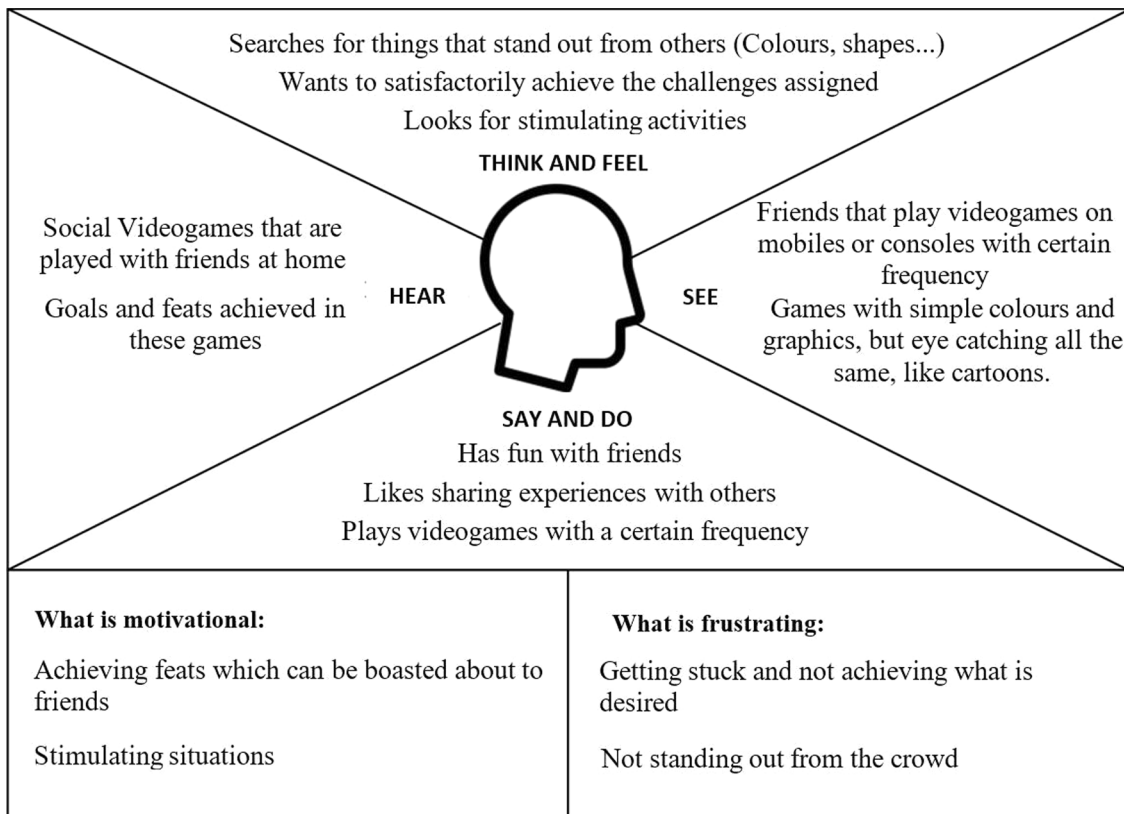 Searches for things that stand out from others (Colours, shapes...)
Wants to satisfactorily achieve the challenges assigned
Looks for stimulating activities
THINK AND FEEL
Social Videogames that are
played with friends at home
Goals and feats achieved in
these games
HEAR
SEE
Friends that play videogames on
mobiles or consoles with certain
frequency
Games with simple colours and
graphics, but eye catching all the
same, like cartoons.
SAY AND DO
Has fun with friends
Likes sharing experiences with others
Plays videogames with a certain frequency
What is motivational:
Achieving feats which can be boasted about to
friends
Stimulating situations
What is frustrating:
Getting stuck and not achieving what is
desired
Not standing out from the crowd